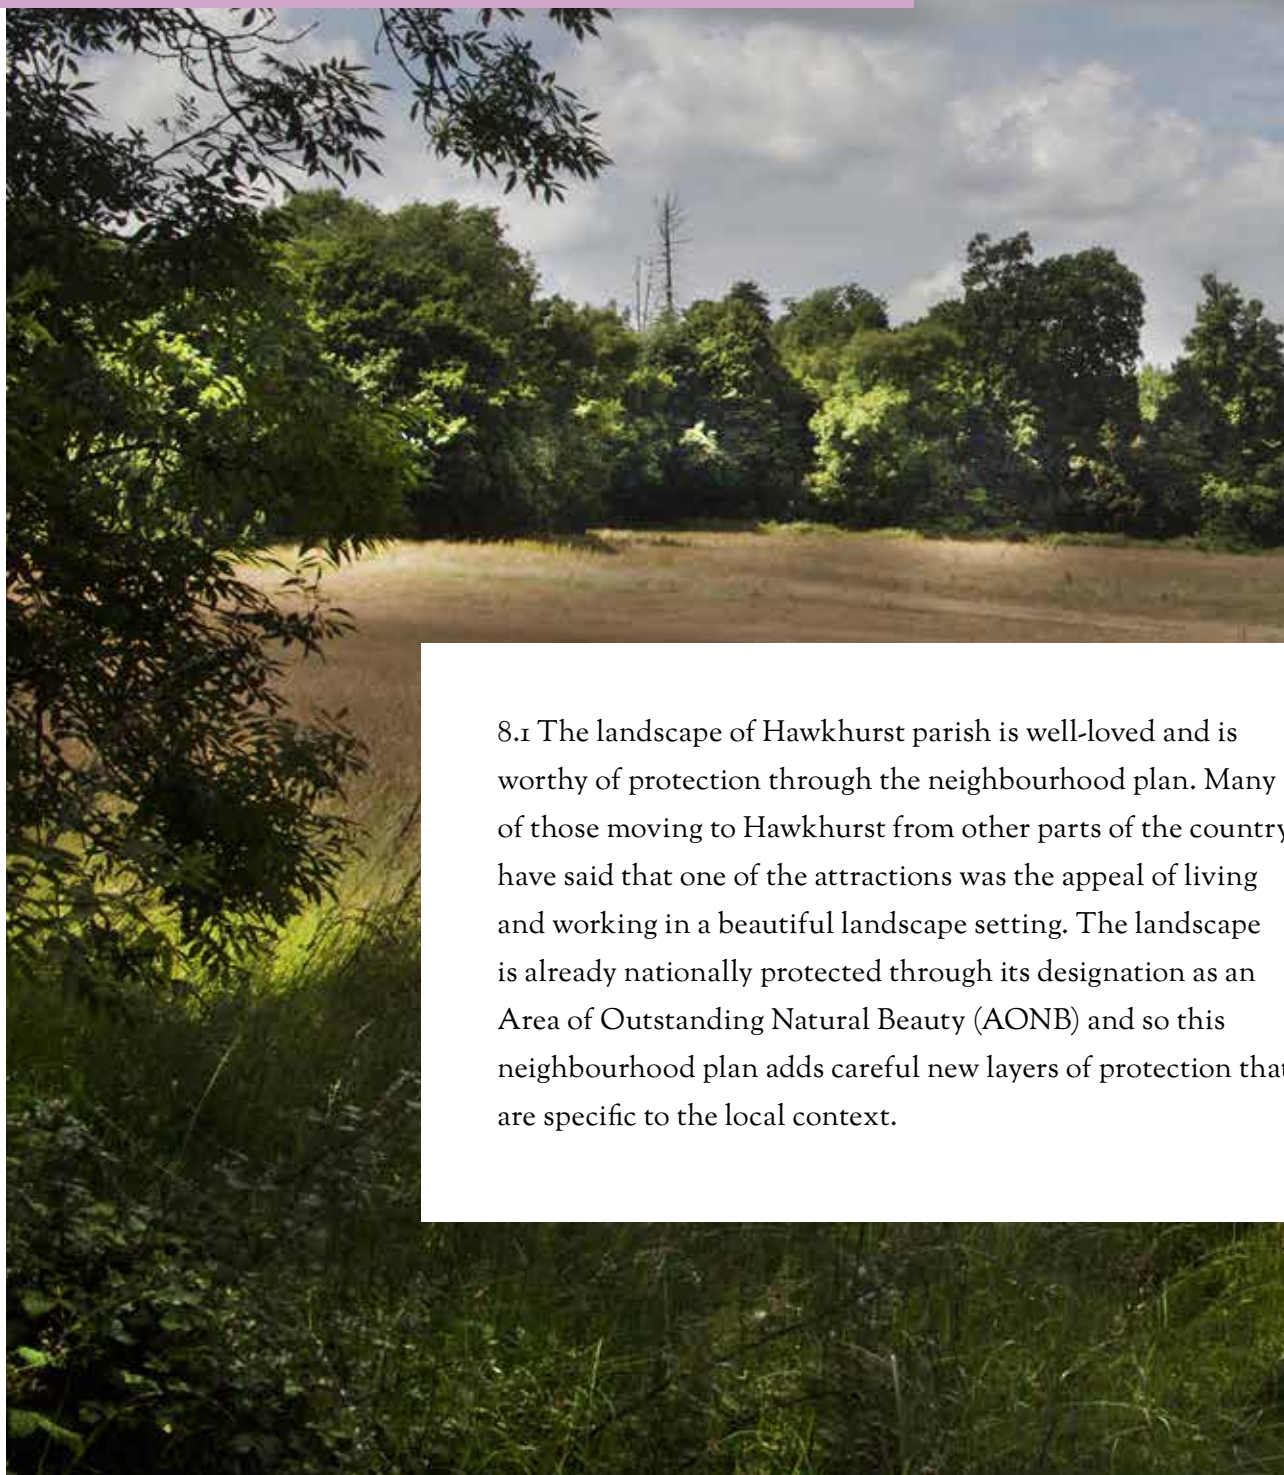 8.1 The landscape of Hawkhurst parish is well-loved and is
worthy of protection through the neighbourhood plan. Many
of those moving to Hawkhurst from other parts of the country
have said that one of the attractions was the appeal of living
and working in a beautiful landscape setting. The landscape
is already nationally protected through its designation as an
Area of Outstanding Natural Beauty (AONB) and so this
neighbourhood plan adds careful new layers of protection that
are specific to the local context.